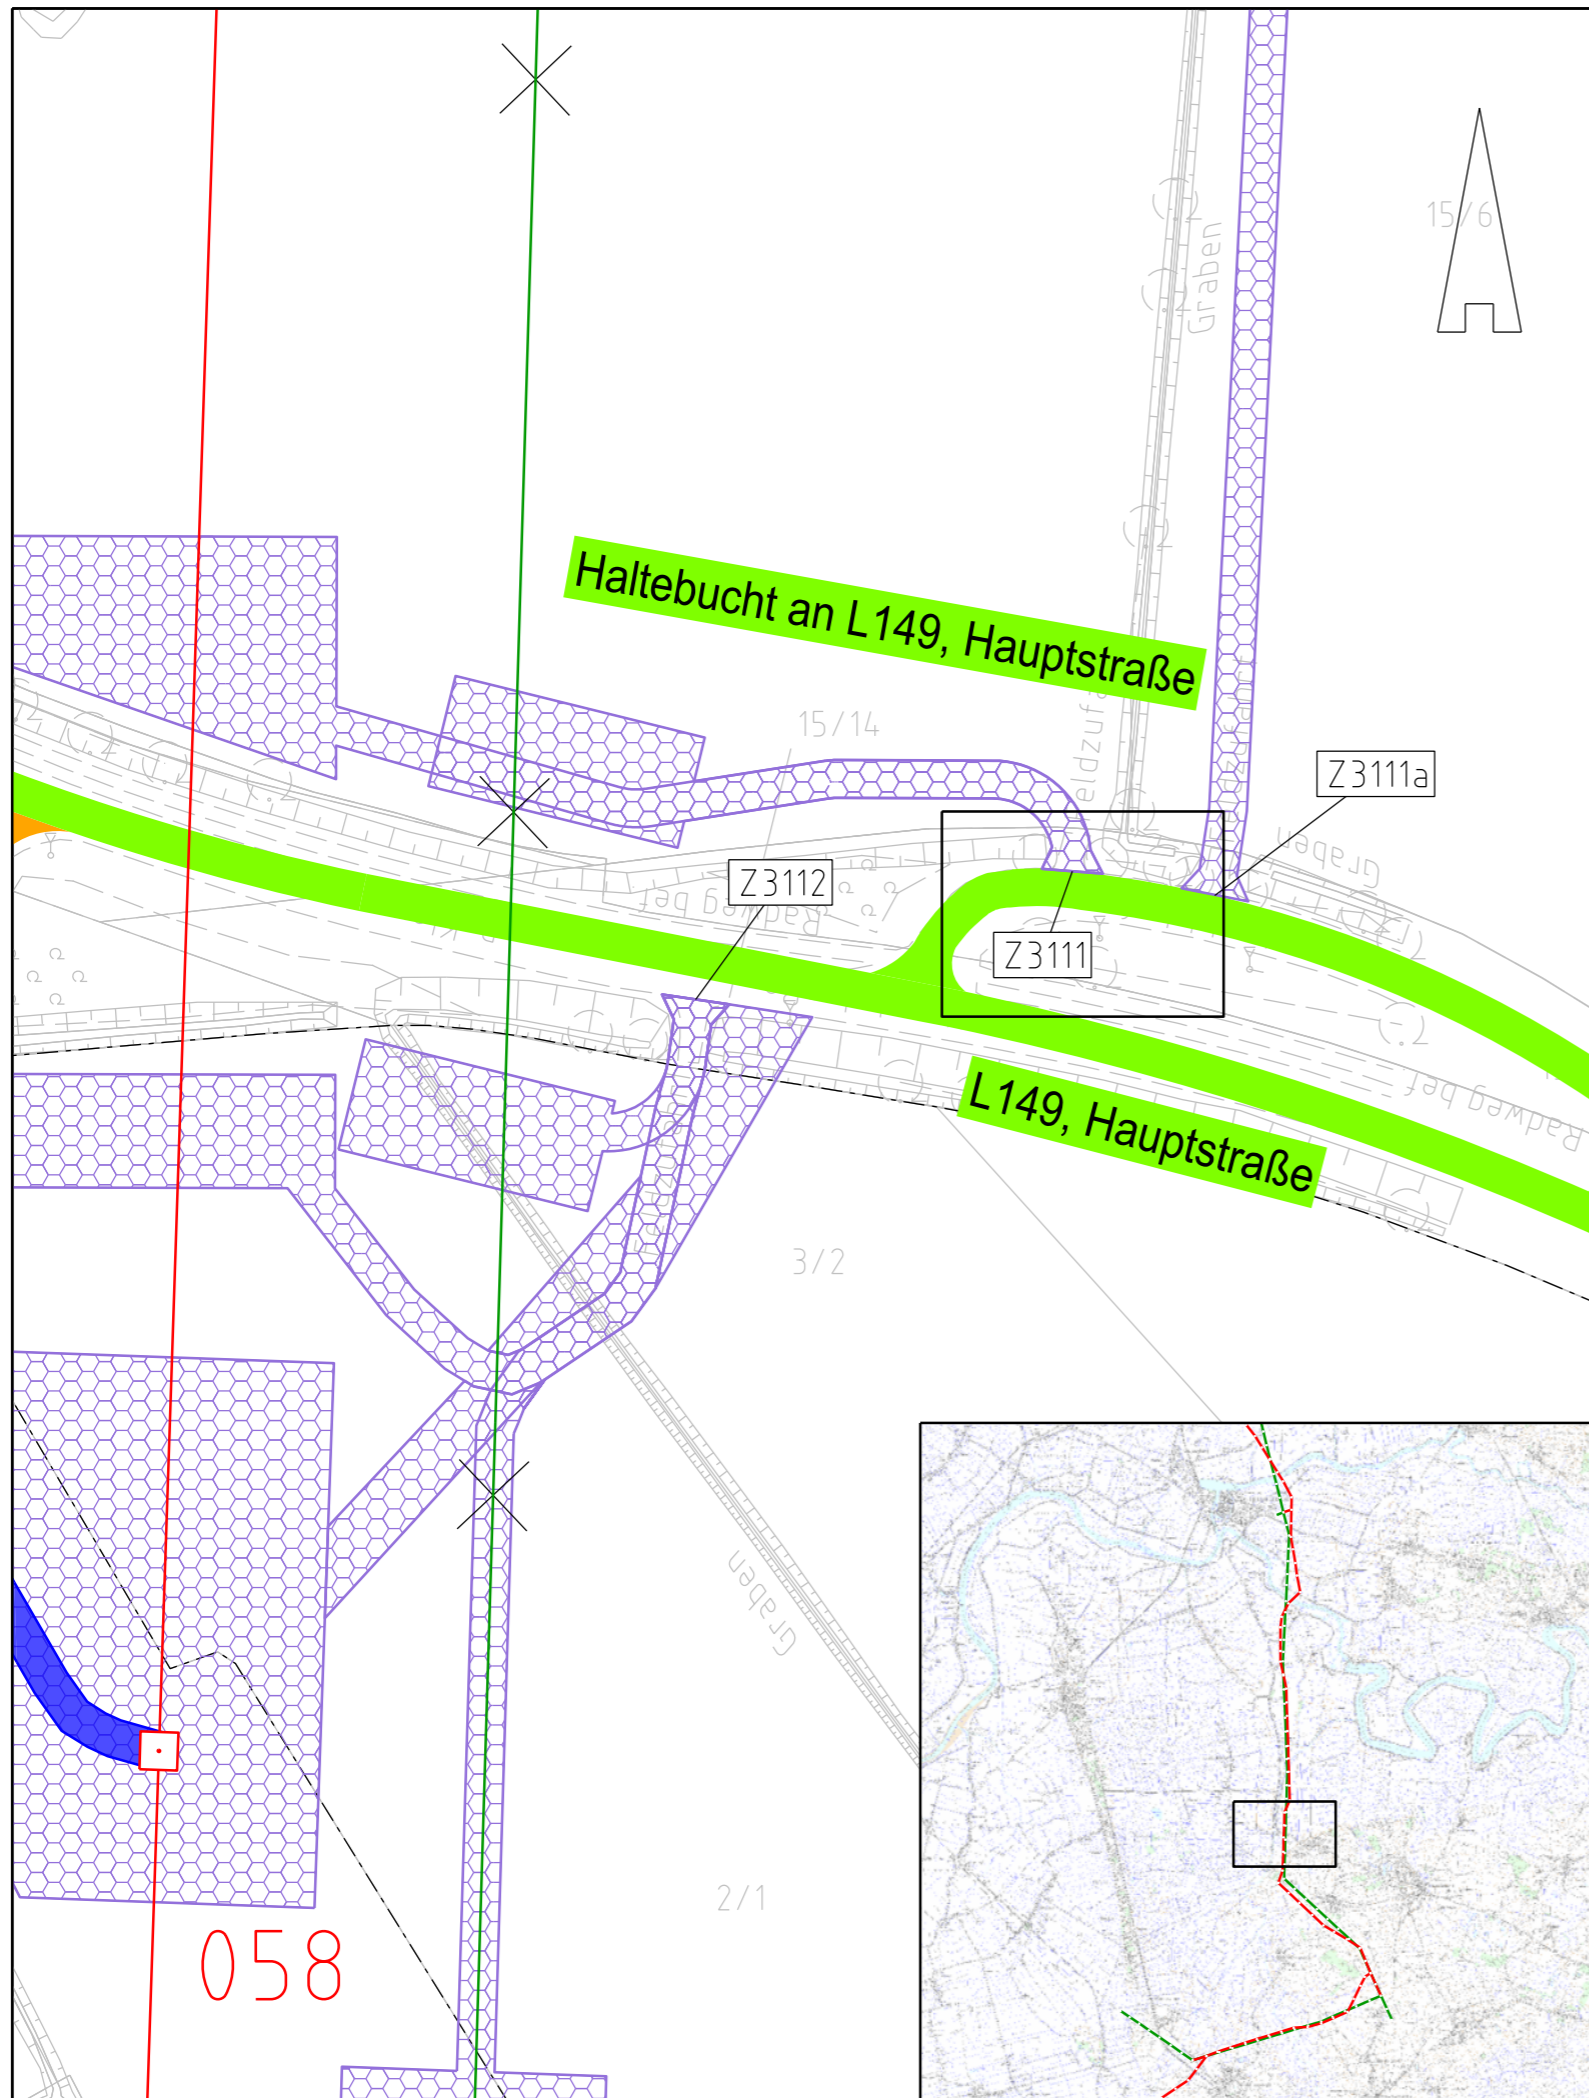 15/6
Graben
Haltebucht an L149, Hauptstraße
15/14
Z3111a
Graben
Z3112
Radweg bef.
Z3111
L149, Hauptstraße
Radweg bef.
3/2
Graben
2/1
058